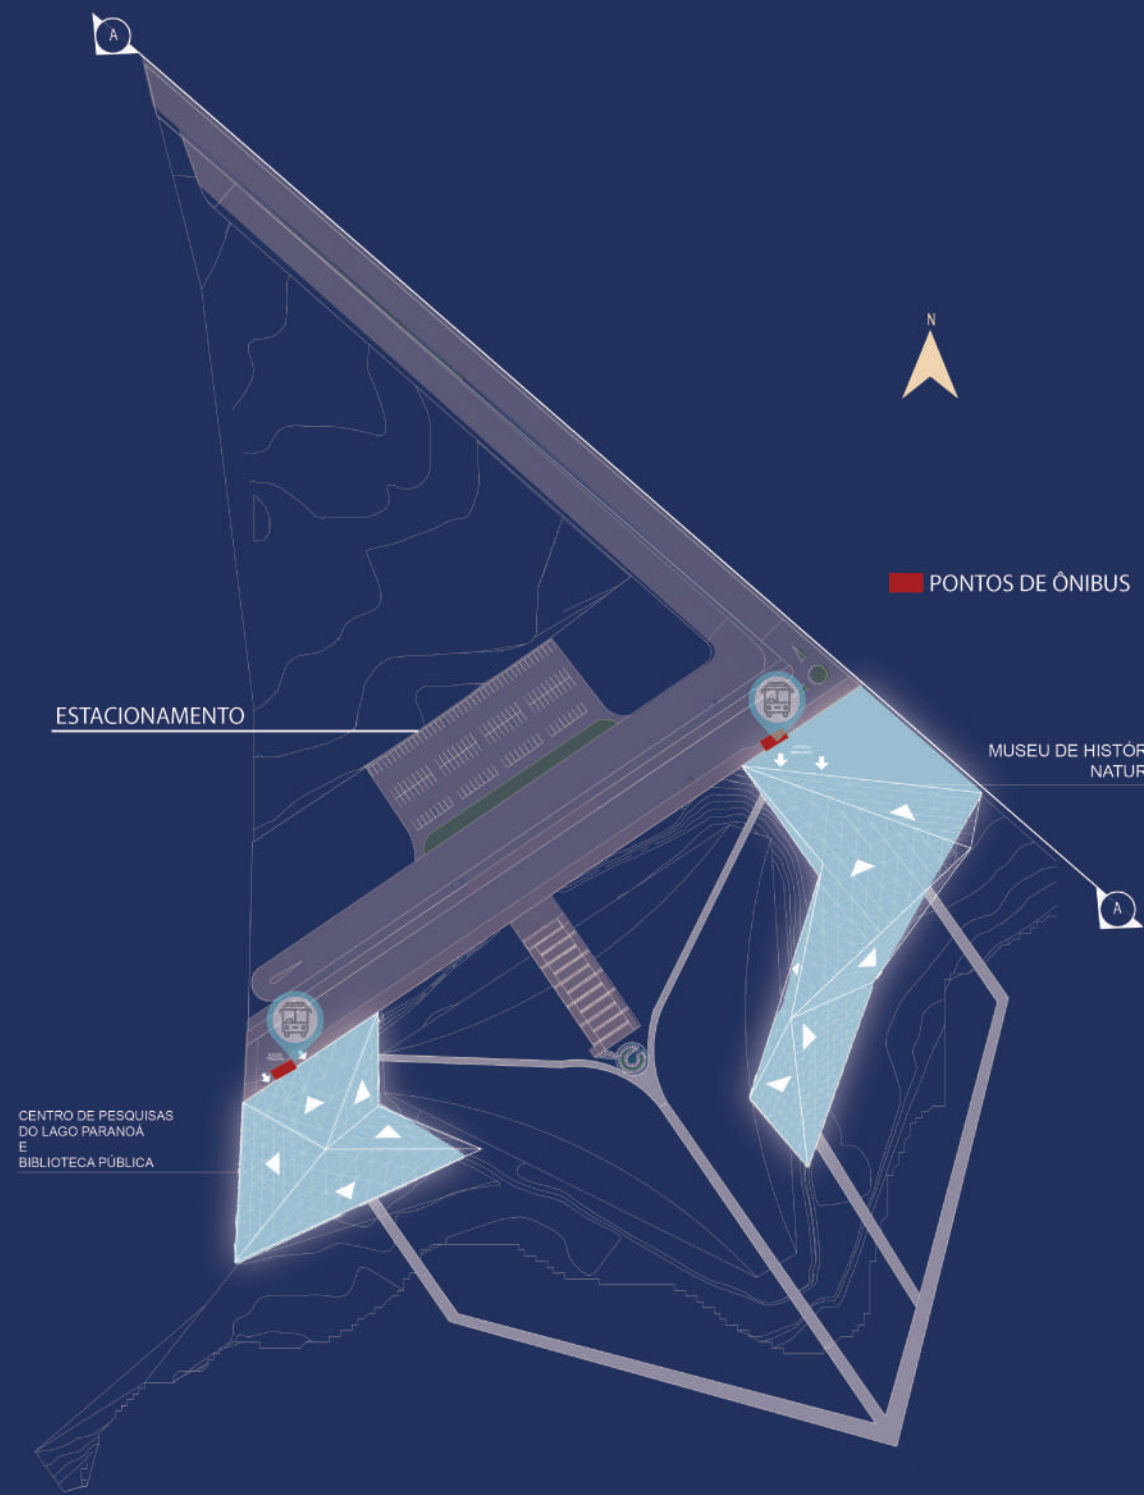 A
N
PONTOS DE ÔNIBUS
ESTACIONAMENTO
MUSEU DE HISTÓR
NATUR
A
CENTRO DE PESQUISAS
DO LAGO PARANOÁ
E
BIBLIOTECA PÚBLICA